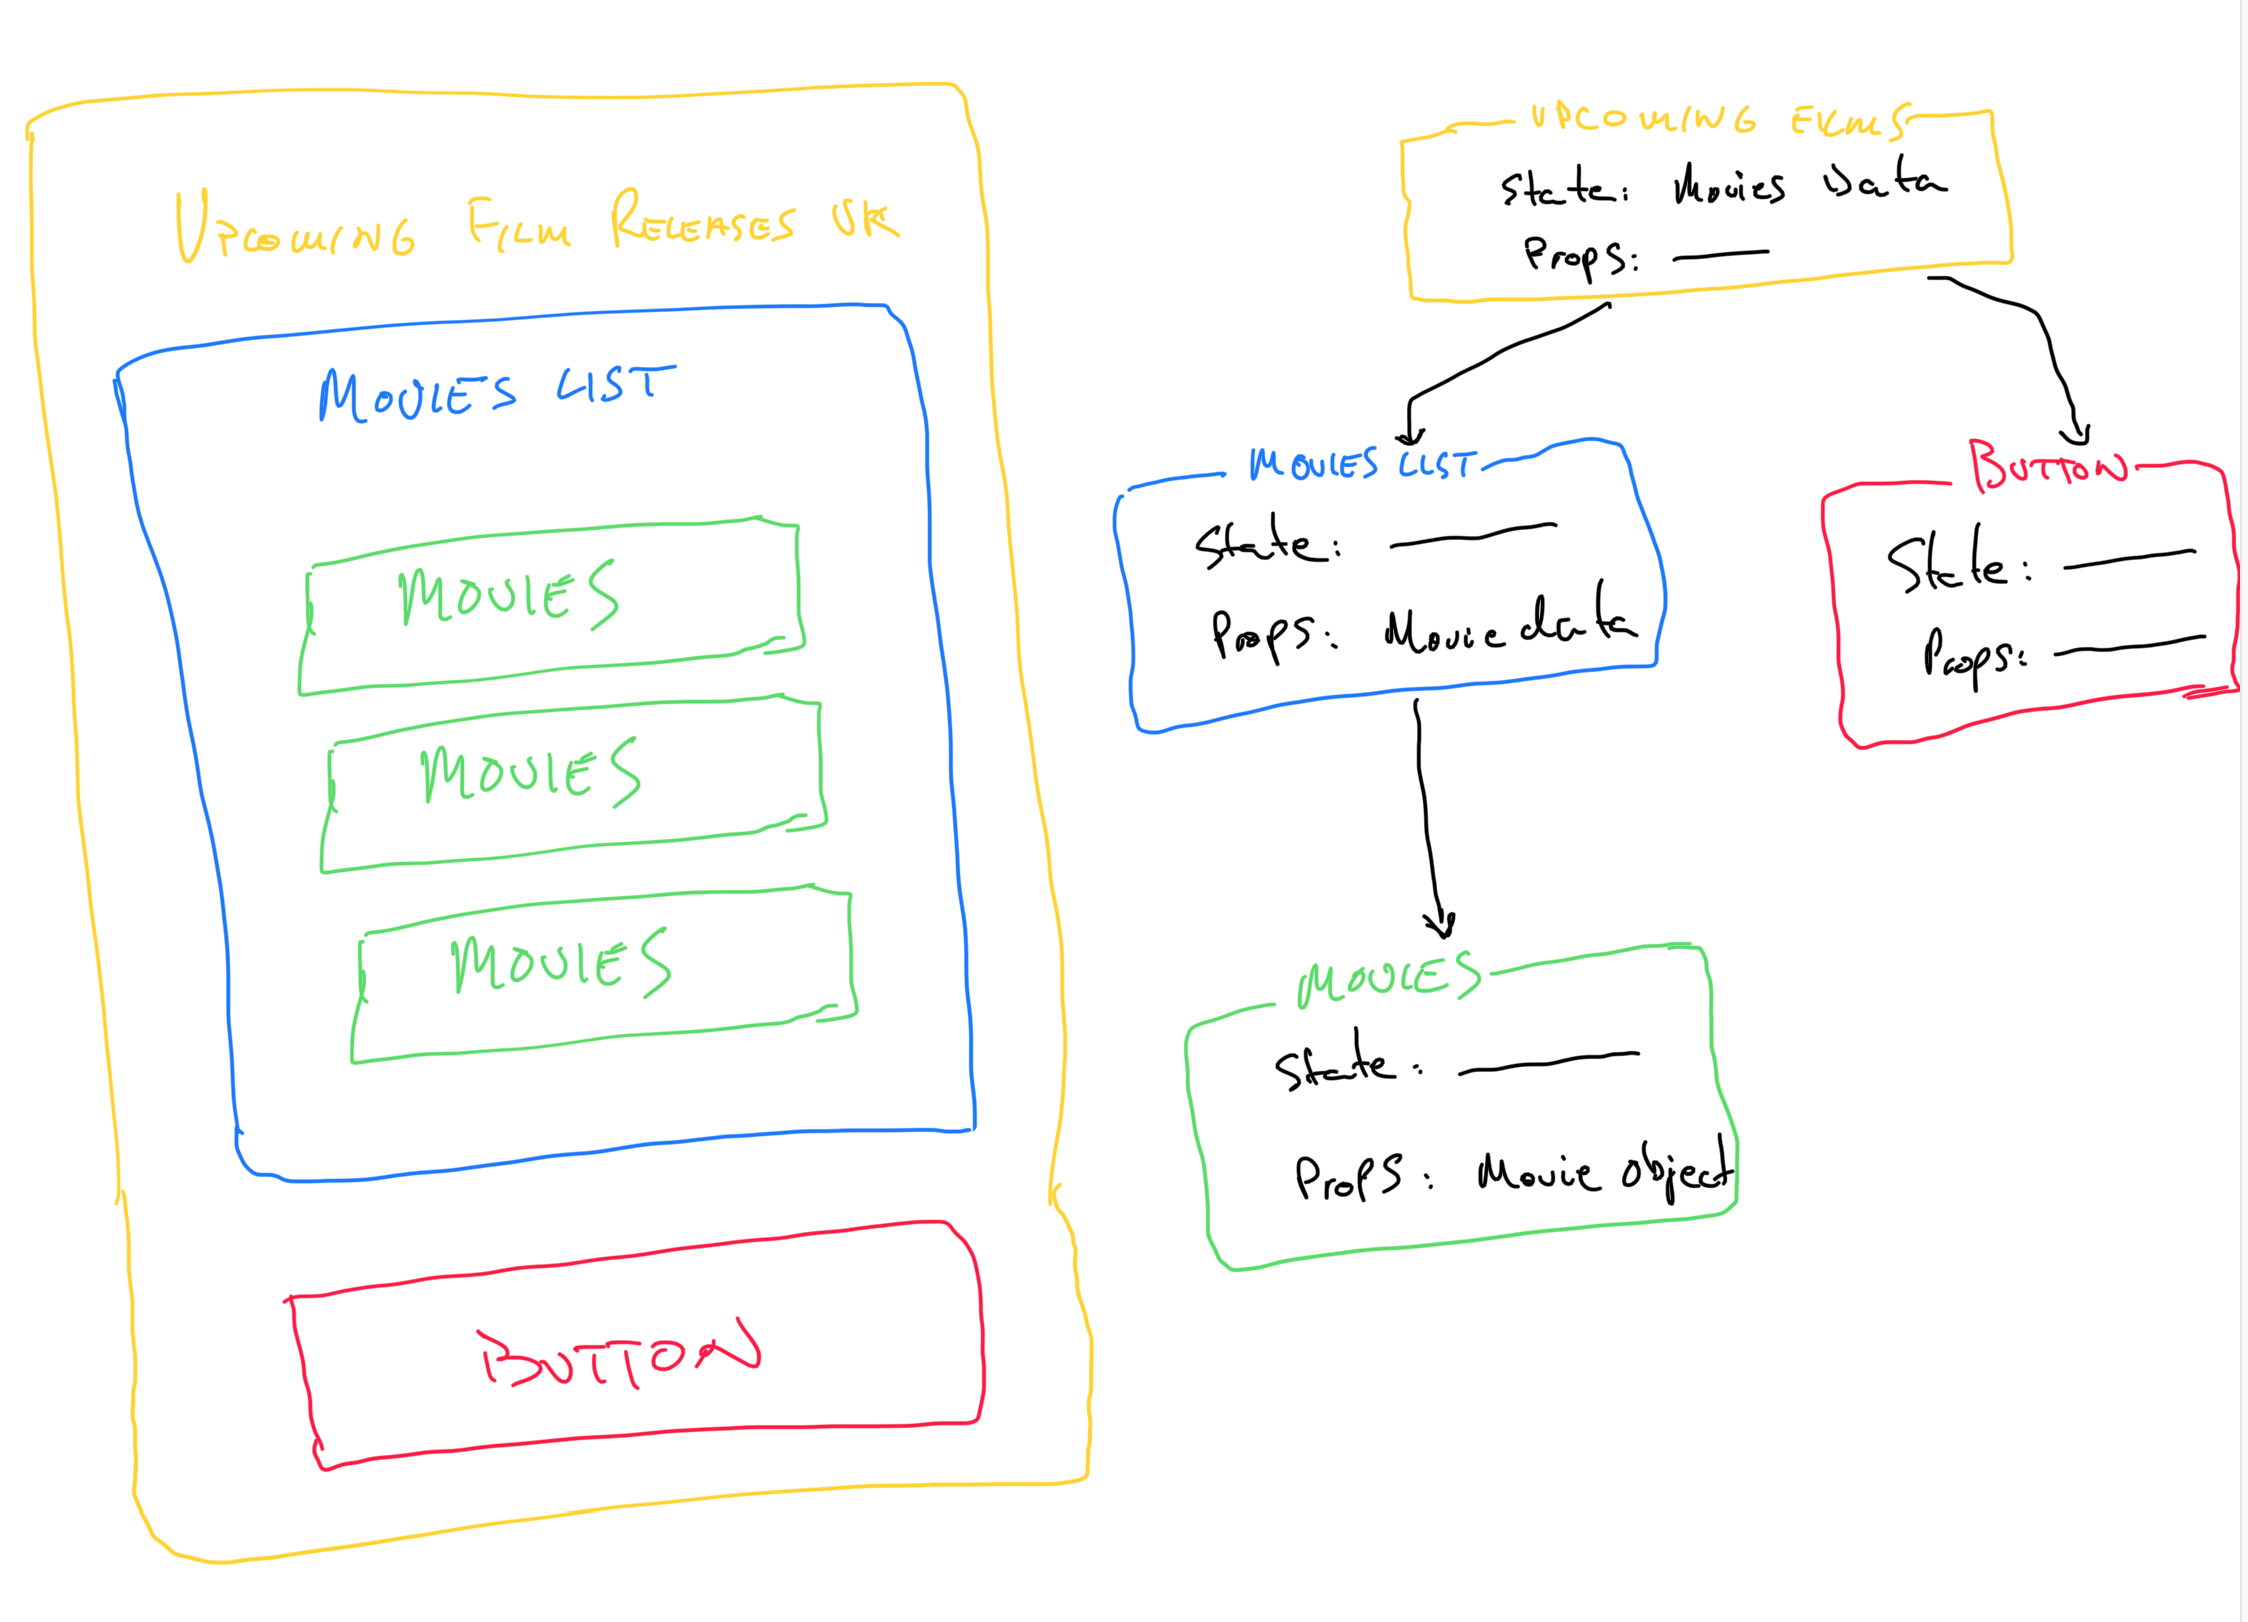 UPCOMING FILM RELEASES UK
MOVIES LIST
MOVIES
MOVIES
MOVIES
BUTTON
UPCOMING FILMS
State: Movies Data
Props: ——
MOVIES LIST
State: ——
Props: Movie data
BUTTON
State: ——
Props: ——
MOVIES
State: ——
Props: Movie object